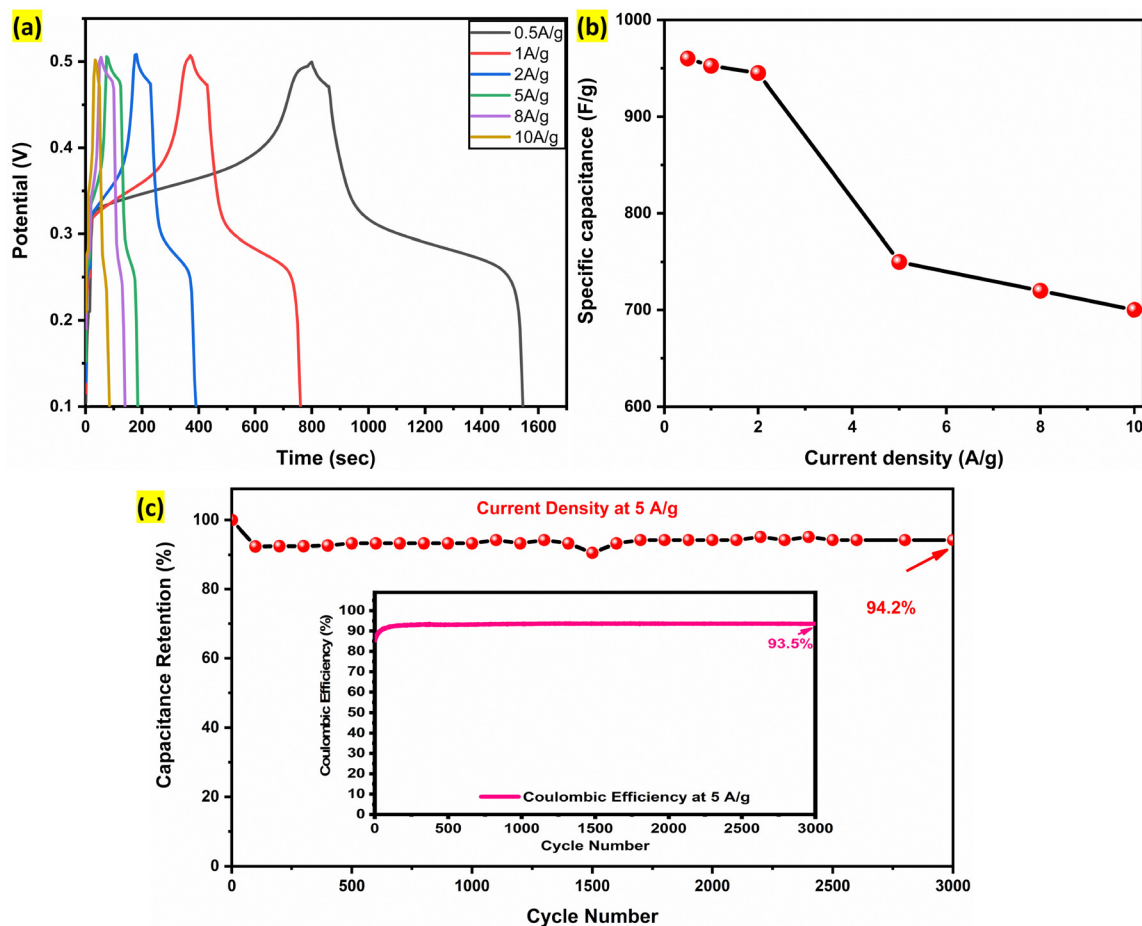 (a)
0.5A/g
1A/g
2A/g
5A/g
8A/g
10A/g
0.5
0.4
0.3
0.2
0.1
Potential (V)
0 200 400 600 800 1000 1200 1400 1600
Time (sec)
(b)
1000
900
800
700
600
Specific capacitance (F/g)
0 2 4 6 8 10
Current density (A/g)
(c)
Current Density at 5 A/g
100
80
60
40
20
0
Capacitance Retention (%)
94.2%
100
90
80
70
60
50
40
30
20
10
0
Coulombic Efficiency (%)
93.5%
Coulombic Efficiency at 5 A/g
0 500 1000 1500 2000 2500 3000
Cycle Number
0 500 1000 1500 2000 2500 3000
Cycle Number